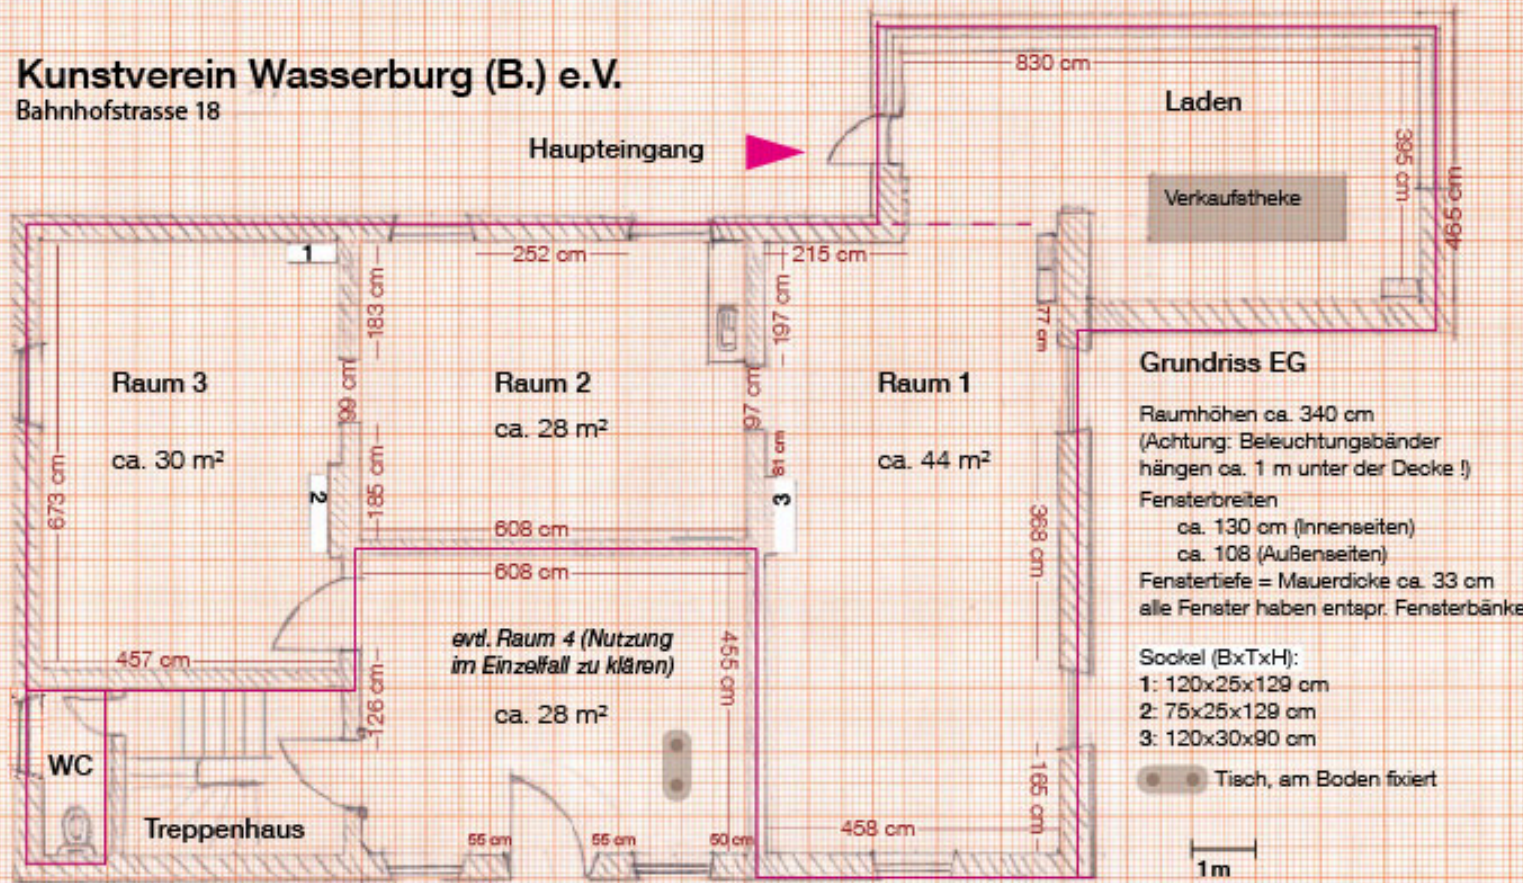 Kunstverein Wasserburg (B.) e.V.
Bahnhofstrasse 18
Haupteingang
830 cm
Laden
395 cm
465 cm
Verkaufstheke
1
183 cm
252 cm
215 cm
197 cm
77 cm
Raum 3
ca. 30 m²
99 cm
Raum 2
ca. 28 m²
97 cm
Raum 1
ca. 44 m²
673 cm
2
185 cm
81 cm
3
608 cm
608 cm
368 cm
457 cm
evtl. Raum 4 (Nutzung
im Einzelfall zu klären)
ca. 28 m²
455 cm
126 cm
WC
Treppenhaus
55 cm
55 cm
50 cm
458 cm
165 cm
Grundriss EG
Raumhöhen ca. 340 cm
(Achtung: Beleuchtungsbänder
hängen ca. 1 m unter der Decke !)
Fensterbreiten
ca. 130 cm (Innenseiten)
ca. 108 (Außenseiten)
Fenstertiefe = Mauerdicke ca. 33 cm
alle Fenster haben entspr. Fensterbänke
Sockel (BxTxH):
1: 120x25x129 cm
2: 75x25x129 cm
3: 120x30x90 cm
Tisch, am Boden fixiert
1m